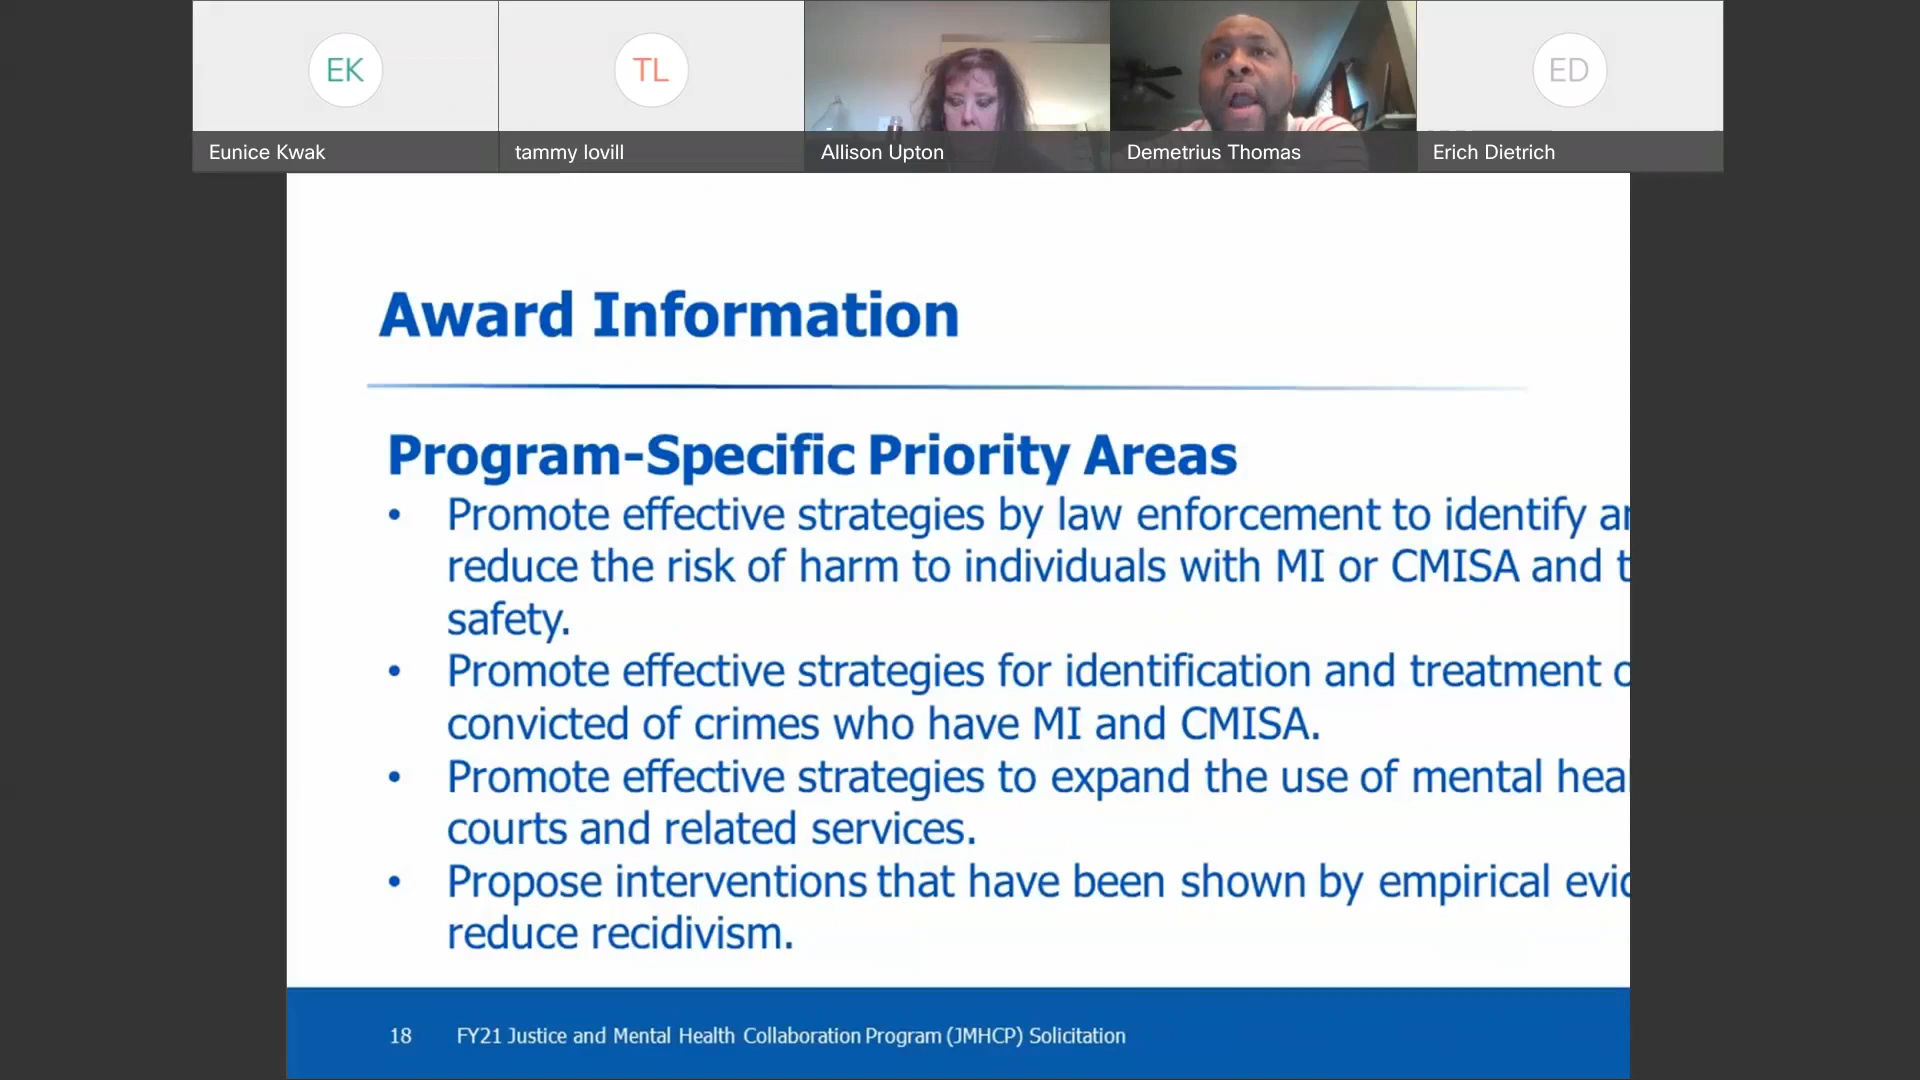 EK
TL
ED
Eunice Kwak
tammy lovill
Allison Upton
Demetrius Thomas
Erich Dietrich
Award Information
Program-Specific Priority Areas
• Promote effective strategies by law enforcement to identify
reduce the risk of harm to individuals with MI or CMISA and
safety.
• Promote effective strategies for identification and treatment
convicted of crimes who have MI and CMISA.
• Promote effective strategies to expand the use of mental
courts and related services.
• Propose interventions that have been shown by empirical
reduce recidivism.
18 FY21 Justice and Mental Health Collaboration Program (JMHCP) Solicitation